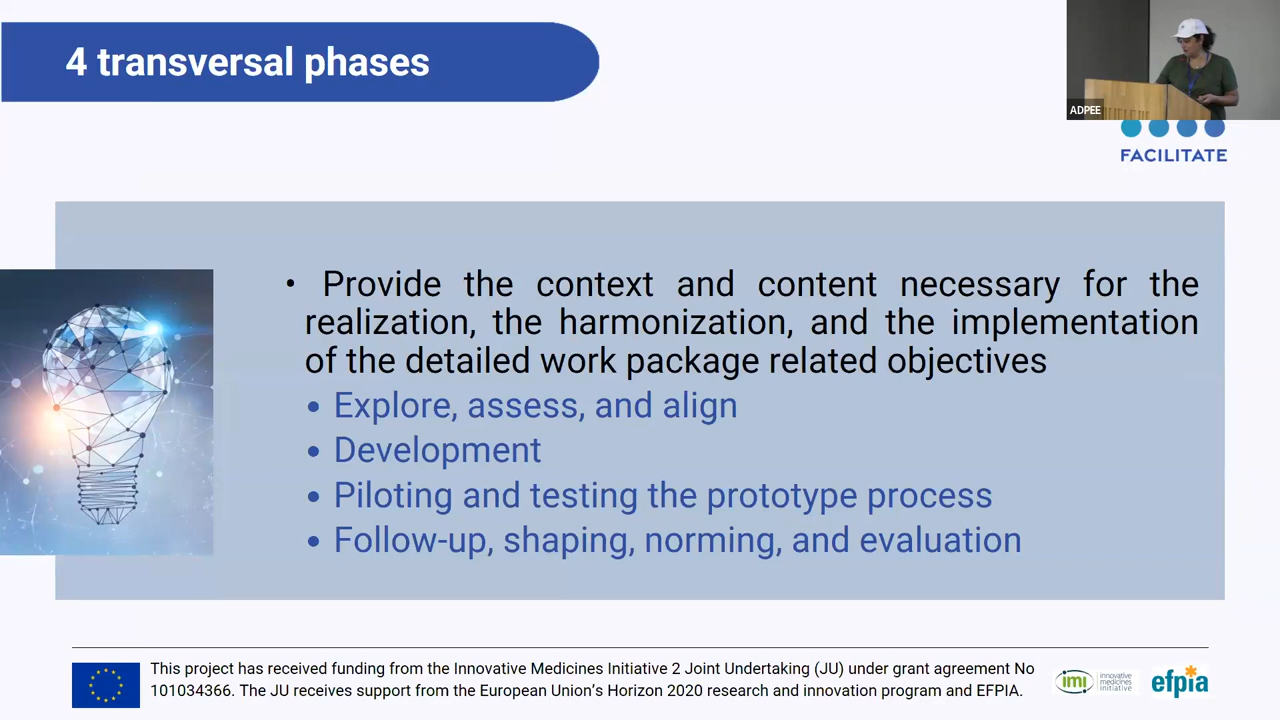 4 transversal phases
ADPEE
FACILITATE
• Provide the context and content necessary for the
realization, the harmonization, and the implementation
of the detailed work package related objectives
• Explore, assess, and align
• Development
• Piloting and testing the prototype process
• Follow-up, shaping, norming, and evaluation
This project has received funding from the Innovative Medicines Initiative 2 Joint Undertaking (JU) under grant agreement No
101034366. The JU receives support from the European Union's Horizon 2020 research and innovation program and EFPIA.
imi
innovative
medicines
initiative
efpia